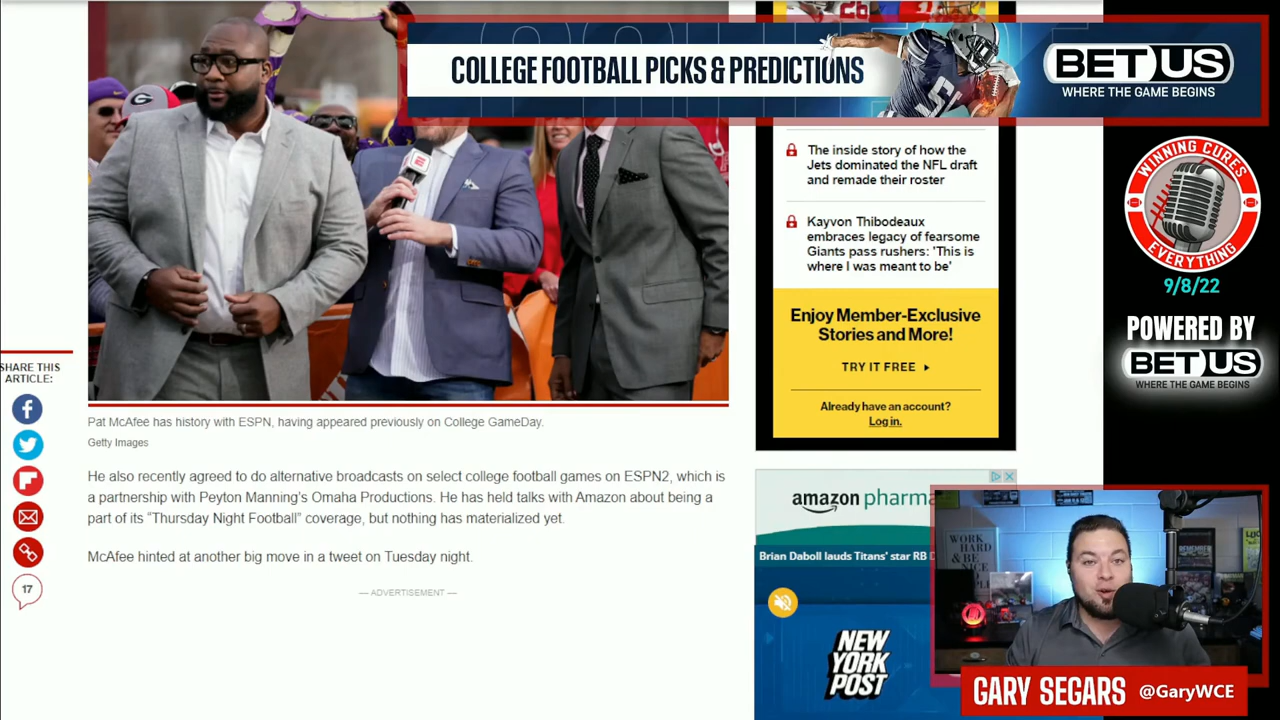 COLLEGE FOOTBALL PICKS & PREDICTIONS
BETUS
WHERE THE GAME BEGINS
The inside story of how the
Jets dominated the NFL draft
and remade their roster
Kayvon Thibodeaux
embraces legacy of fearsome
Giants pass rushers: 'This is
where I was meant to be'
Enjoy Member-Exclusive
Stories and More!
TRY IT FREE
Already have an account?
Log in.
WINNING CURES
EVERYTHING
9/8/22
POWERED BY
BETUS
WHERE THE GAME BEGINS
SHARE THIS
ARTICLE:
17
Pat McAfee has history with ESPN, having appeared previously on College GameDay.
Getty Images
He also recently agreed to do alternative broadcasts on select college football games on ESPN2, which is
a partnership with Peyton Manning's Omaha Productions. He has held talks with Amazon about being a
part of its “Thursday Night Football” coverage, but nothing has materialized yet.
McAfee hinted at another big move in a tweet on Tuesday night.
— ADVERTISEMENT —
amazon pharma
Brian Daboll lauds Titans' star RB
NEW
YORK
POST
WORK
HARD &
BE NICE
GARY SEGARS @GaryWCE